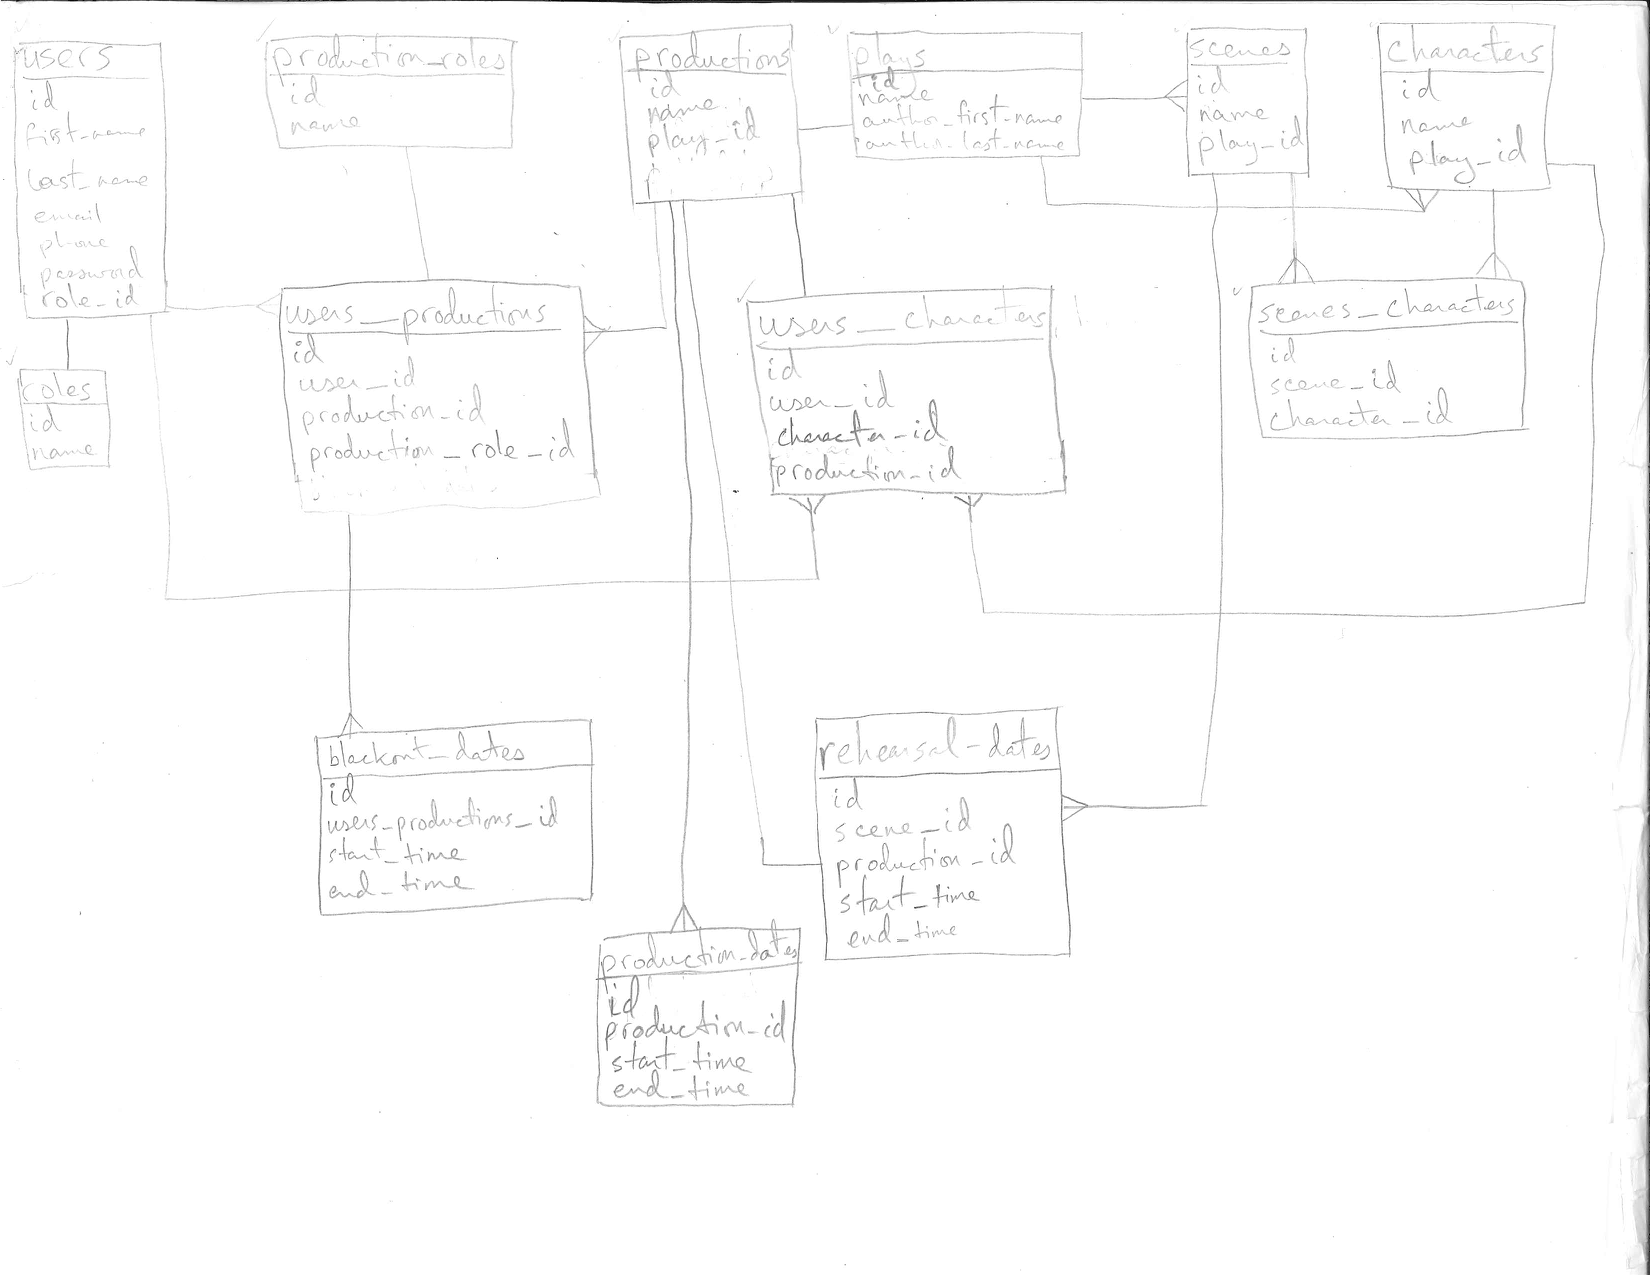 users
id
first_name
last_name
email
phone
password
role_id
roles
id
name
production_roles
id
name
productions
id
name
play_id
plays
id
name
author_first_name
author_last_name
scenes
id
name
play_id
characters
id
name
play_id
users_productions
id
user_id
production_id
production_role_id
users_characters
id
user_id
character_id
production_id
scenes_characters
id
scene_id
character_id
blackout_dates
id
users_productions_id
start_time
end_time
production_dates
id
production_id
start_time
end_time
rehearsal-dates
id
scene_id
production_id
start_time
end_time